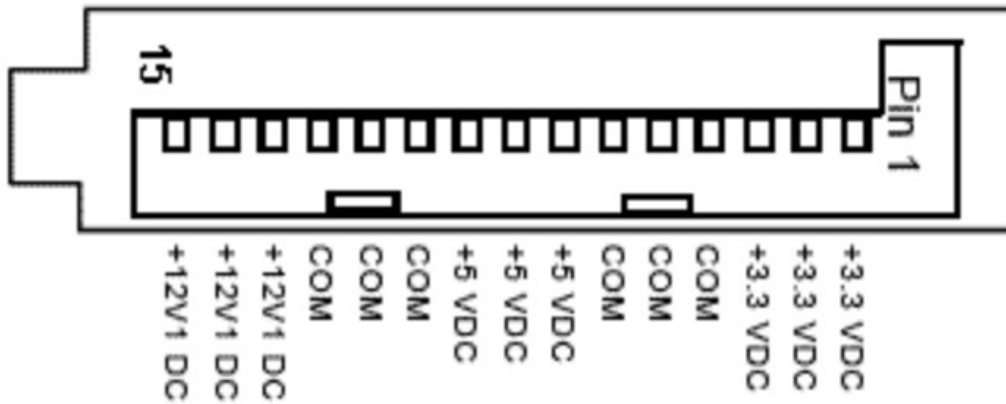 15
Pin 1
+12V1 DC
+12V1 DC
+12V1 DC
COM
COM
COM
+5 VDC
+5 VDC
+5 VDC
COM
COM
COM
+3.3 VDC
+3.3 VDC
+3.3 VDC